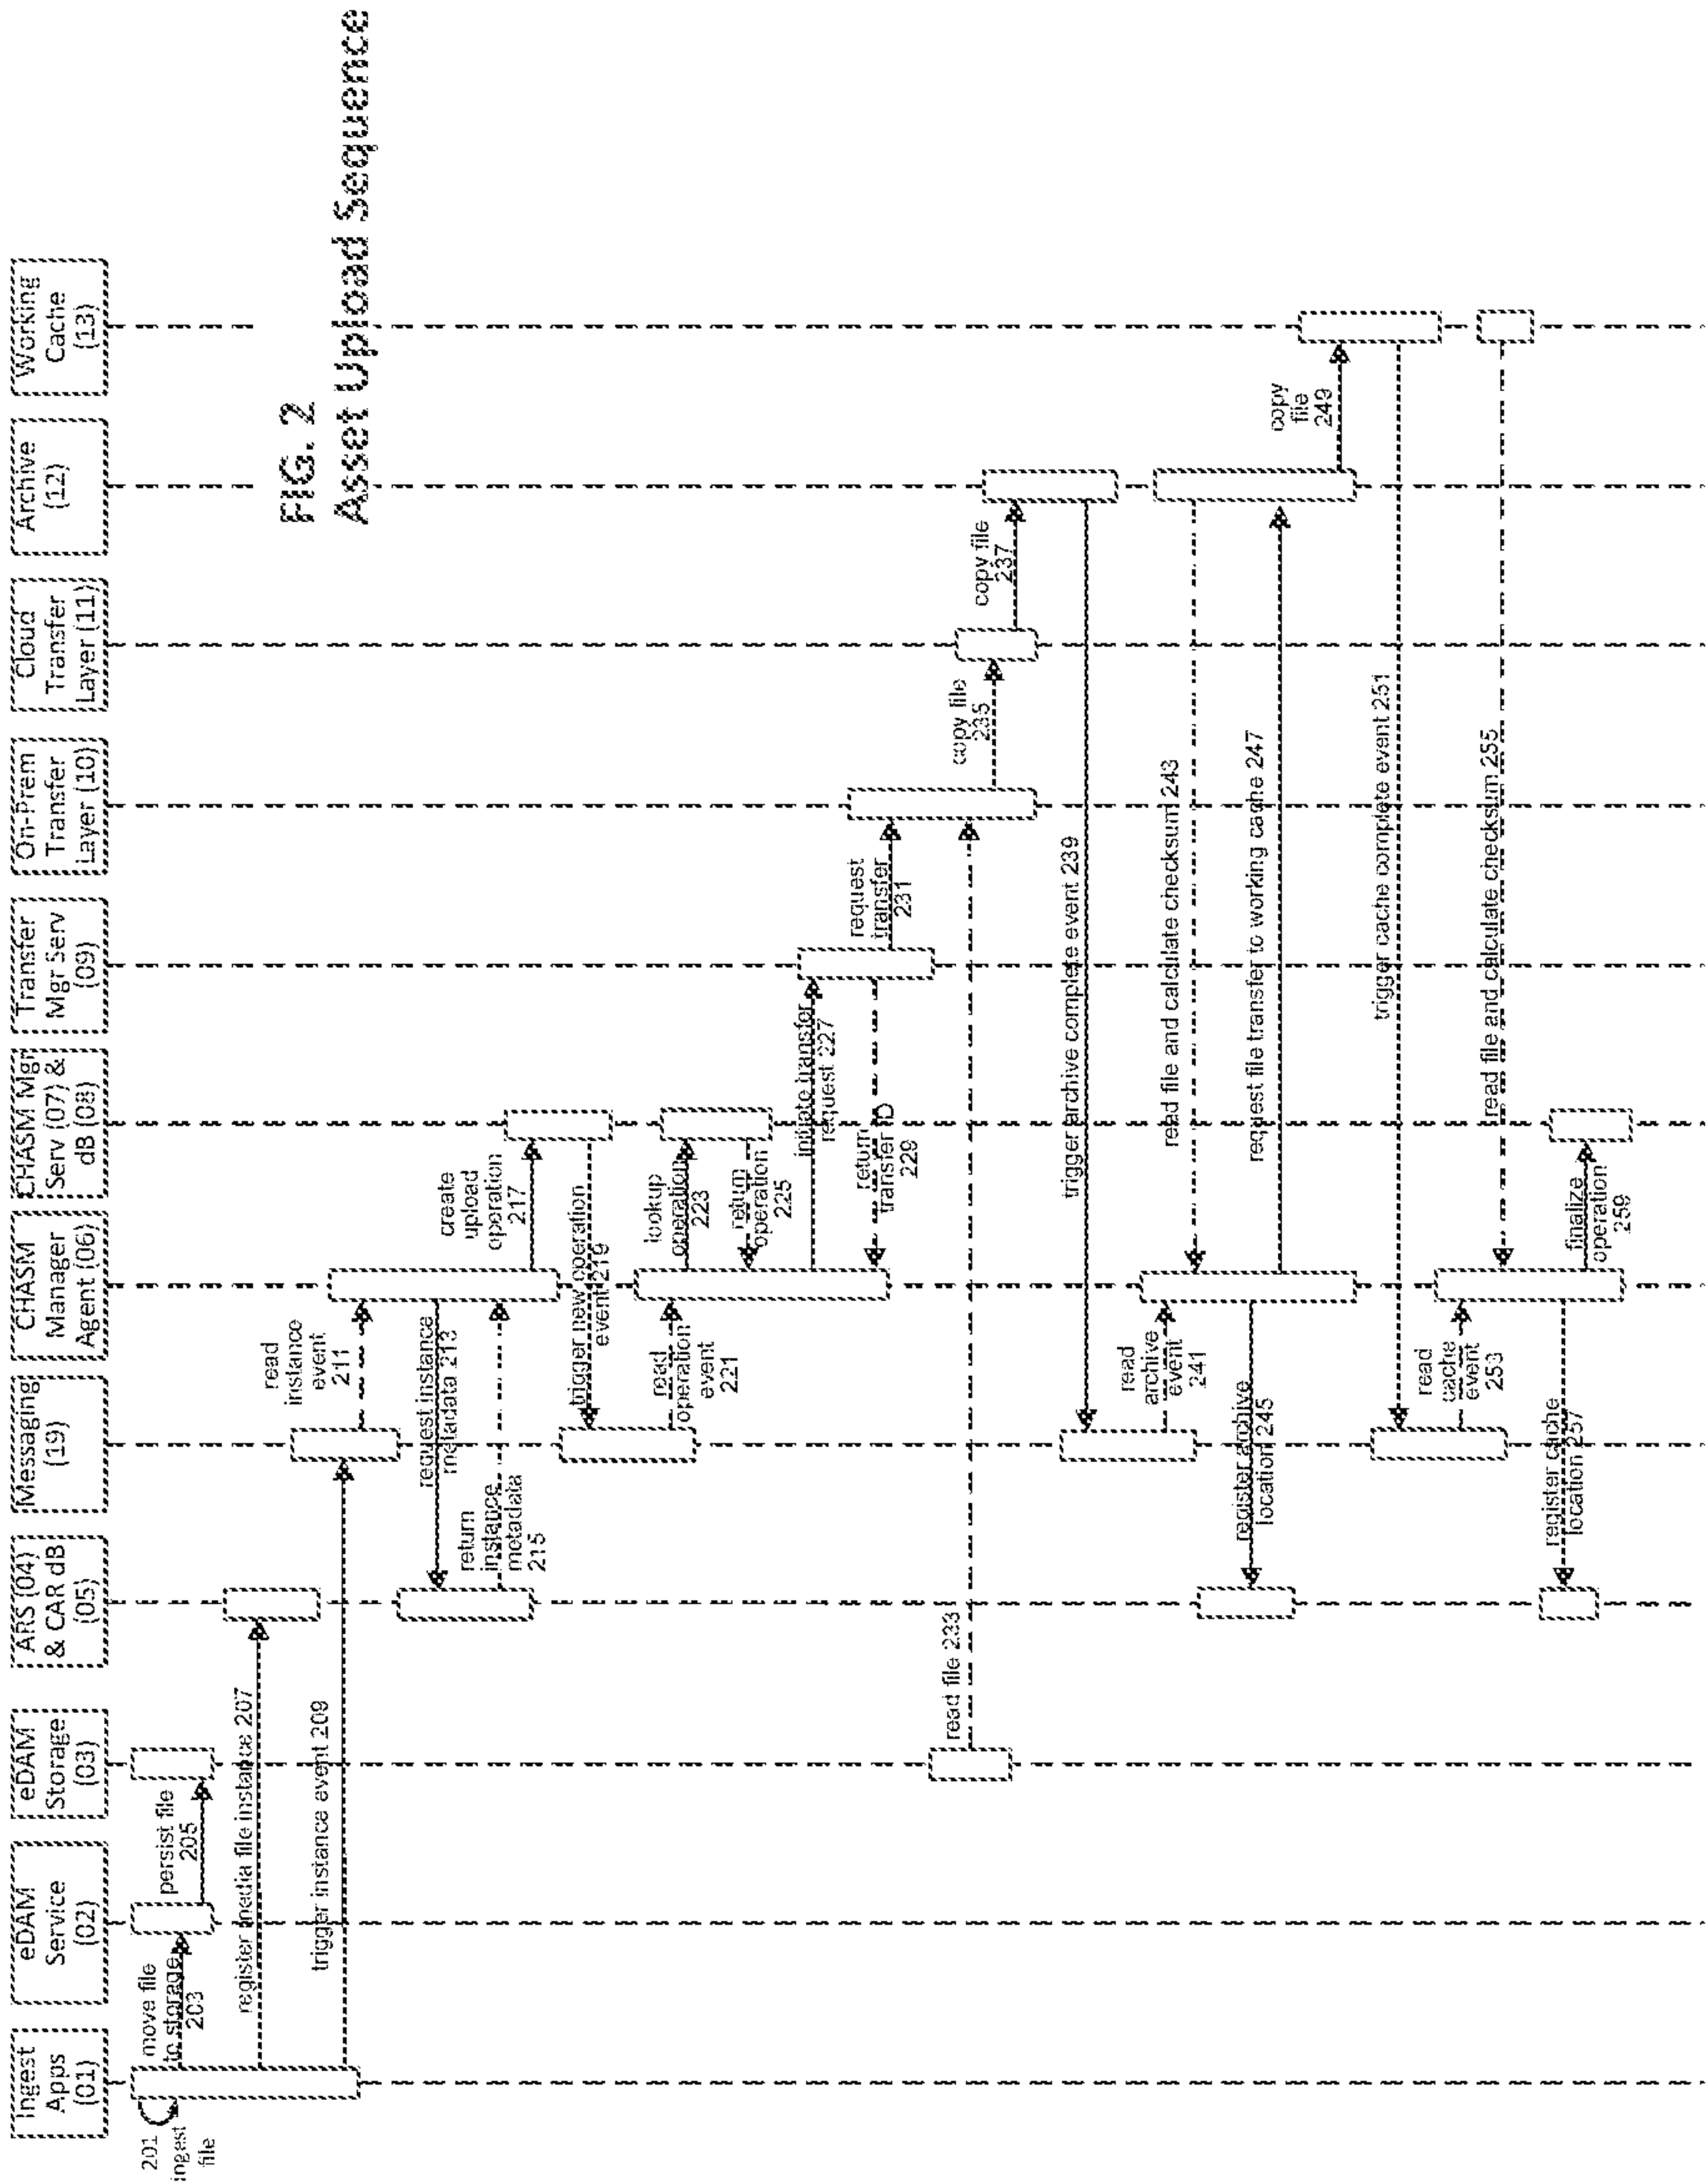 Ingest
Apps
(01)
eDAM
Service
(02)
eDAM
Storage
(03)
ARS (04)
& CAR dB
(05)
Messaging
(19)
CHASM
Manager
Agent (06)
CHASM Mgr
Serv (07) &
dB (08)
Transfer
Mgr Serv
(09)
On-Prem
Transfer
Layer (10)
Cloud
Transfer
Layer (11)
Archive
(12)
Working
Cache
(13)
FIG. 2
Asset Upload Sequence
201
ingest
file
move file
to storage
203
persist file
205
register media file instance 207
trigger instance event 209
read
instance
event
211
request instance
metadata 213
return
instance
metadata
215
create
upload
operation
217
trigger new operation
event 219
read
operation
event
221
lookup
operation
223
return
operation
225
initiate transfer
request 227
return
transfer ID
229
request
transfer
231
read file 233
copy file
235
copy file
237
trigger archive complete event 239
read
archive
event
241
read file and calculate checksum 243
register archive
location 245
request file transfer to working cache 247
copy
file
249
trigger cache complete event 251
read
cache
event
253
read file and calculate checksum 255
register cache
location 257
finalize
operation
259